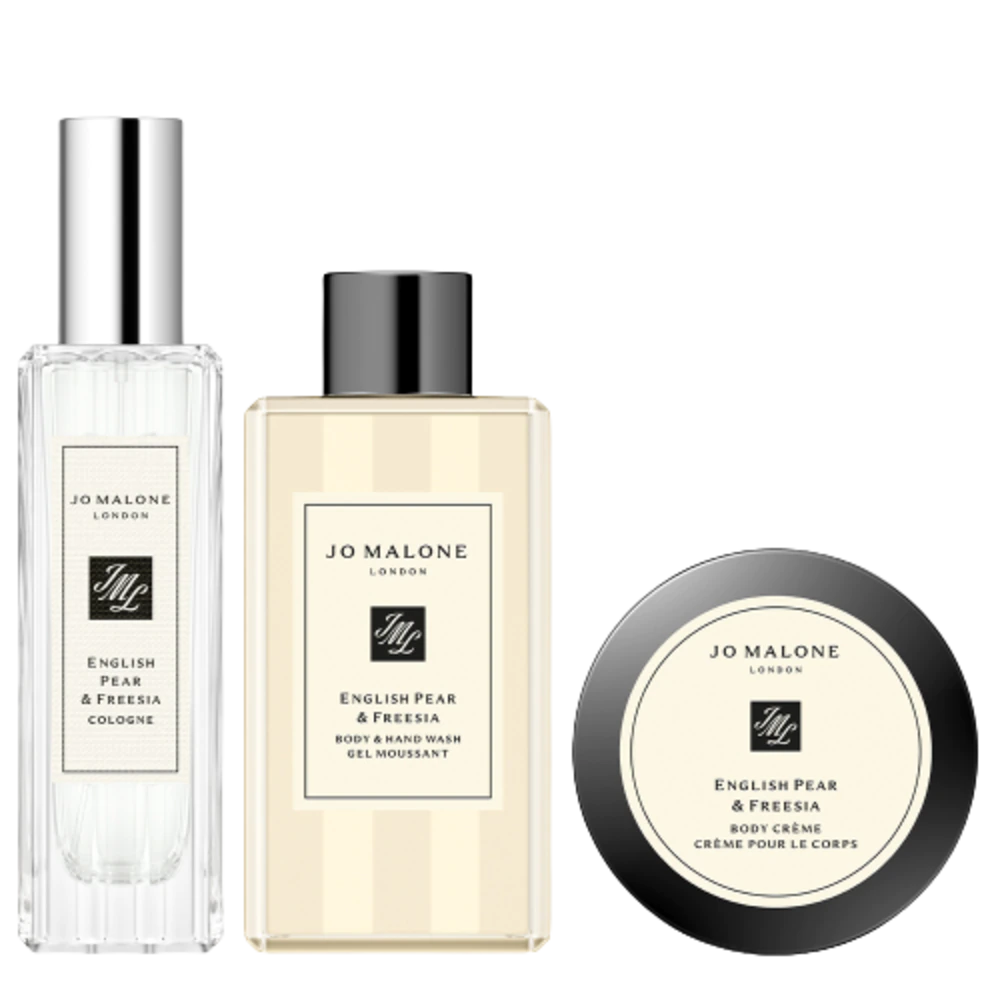 JO MALONE
LONDON
JML
ENGLISH
PEAR
& FREESIA
COLOGNE
JO MALONE
LONDON
JML
ENGLISH PEAR
& FREESIA
BODY & HAND WASH
GEL MOUSSANT
JO MALONE
LONDON
JML
ENGLISH PEAR
& FREESIA
BODY CRÈME
CRÈME POUR LE CORPS